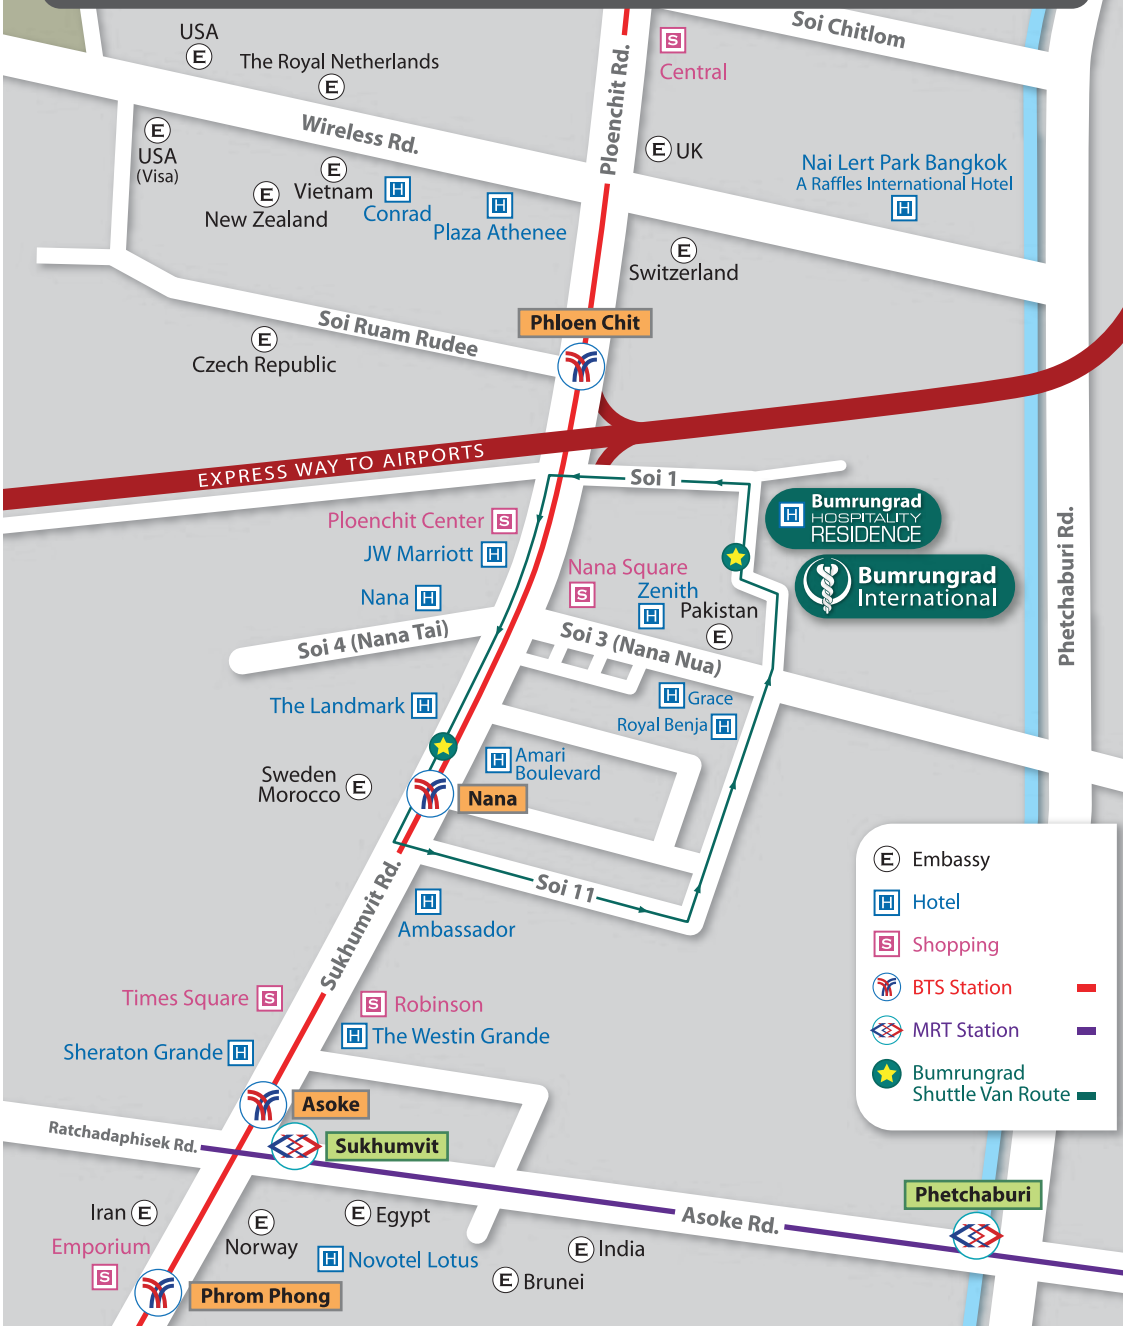 Soi Chitlom
USA
E
The Royal Netherlands
E
Ploenchit Rd.
S
Central
Wireless Rd.
E
USA
(Visa)
E
Vietnam
E
New Zealand
H
Conrad
H
Plaza Athenee
E UK
Nai Lert Park Bangkok
A Raffles International Hotel
H
E
Switzerland
Phloen Chit
Soi Ruam Rudee
E
Czech Republic
EXPRESS WAY TO AIRPORTS
Soi 1
Ploenchit Center S
JW Marriott H
H Bumrungrad
HOSPITALITY
RESIDENCE
Bumrungrad
International
Nana Square
S
Zenith
H
Pakistan
E
Nana H
Soi 4 (Nana Tai)
Soi 3 (Nana Nua)
Phetchaburi Rd.
The Landmark H
H Grace
Royal Benja H
H Amari
Boulevard
Sweden
Morocco E
Nana
Soi 11
Sukhumvit Rd.
H
Ambassador
E Embassy
H Hotel
S Shopping
BTS Station
MRT Station
Bumrungrad
Shuttle Van Route
Times Square S
S Robinson
H The Westin Grande
Sheraton Grande H
Asoke
Ratchadaphisek Rd.
Sukhumvit
Phetchaburi
Asoke Rd.
Iran E
E
Norway
E Egypt
Emporium
S
H Novotel Lotus
E India
E Brunei
Phrom Phong